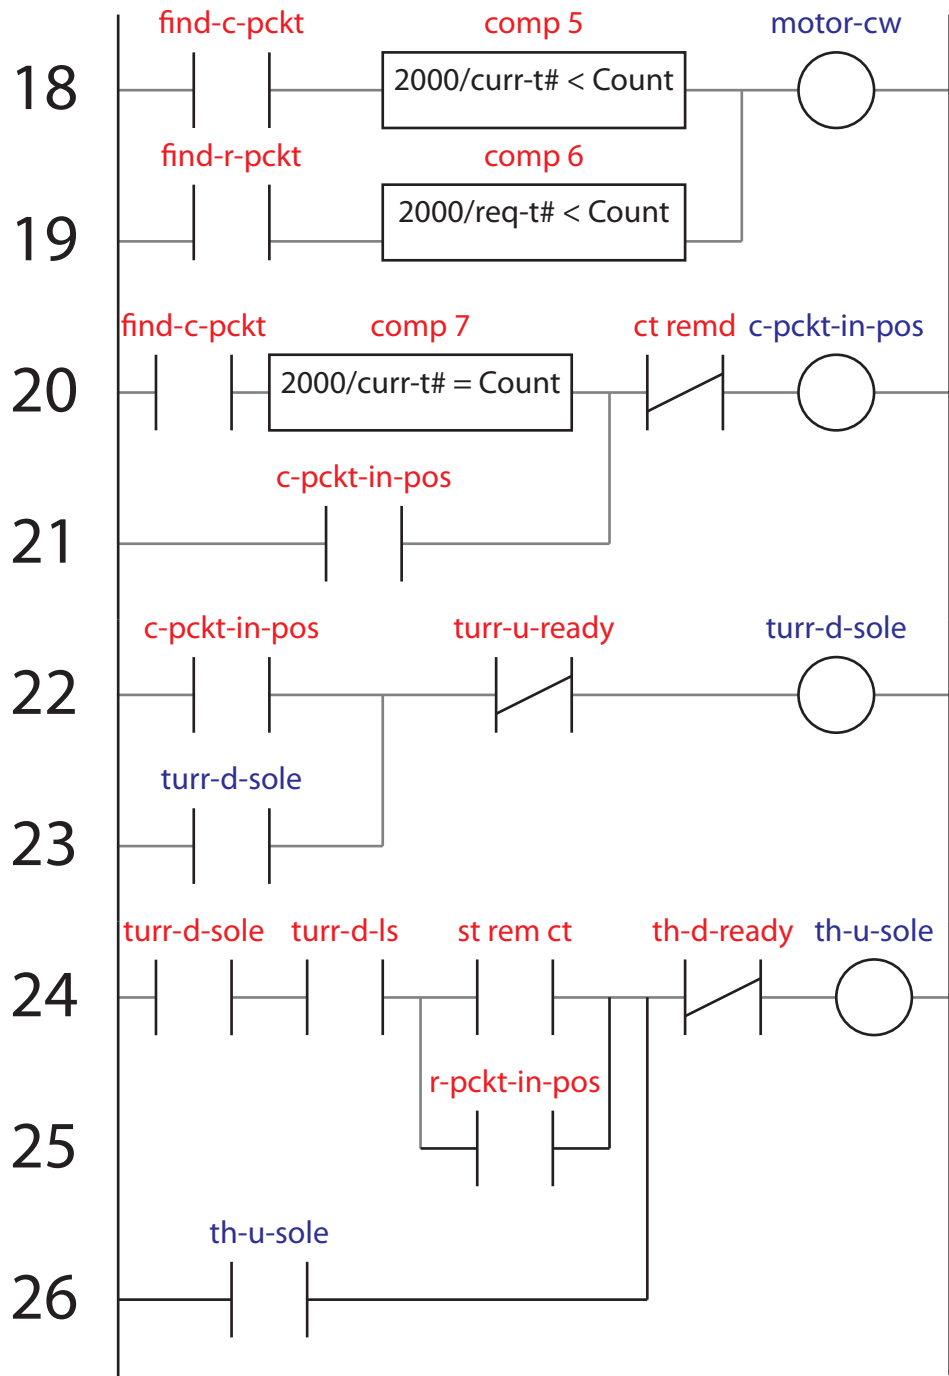 find-c-pckt comp 5 motor-cw
18 2000/curr-t# < Count
find-r-pckt comp 6
19 2000/req-t# < Count
find-c-pckt comp 7 ct remd c-pckt-in-pos
20 2000/curr-t# = Count
c-pckt-in-pos
21
c-pckt-in-pos turr-u-ready turr-d-sole
22
turr-d-sole
23
turr-d-sole turr-d-ls st rem ct th-d-ready th-u-sole
24
r-pckt-in-pos
25
th-u-sole
26